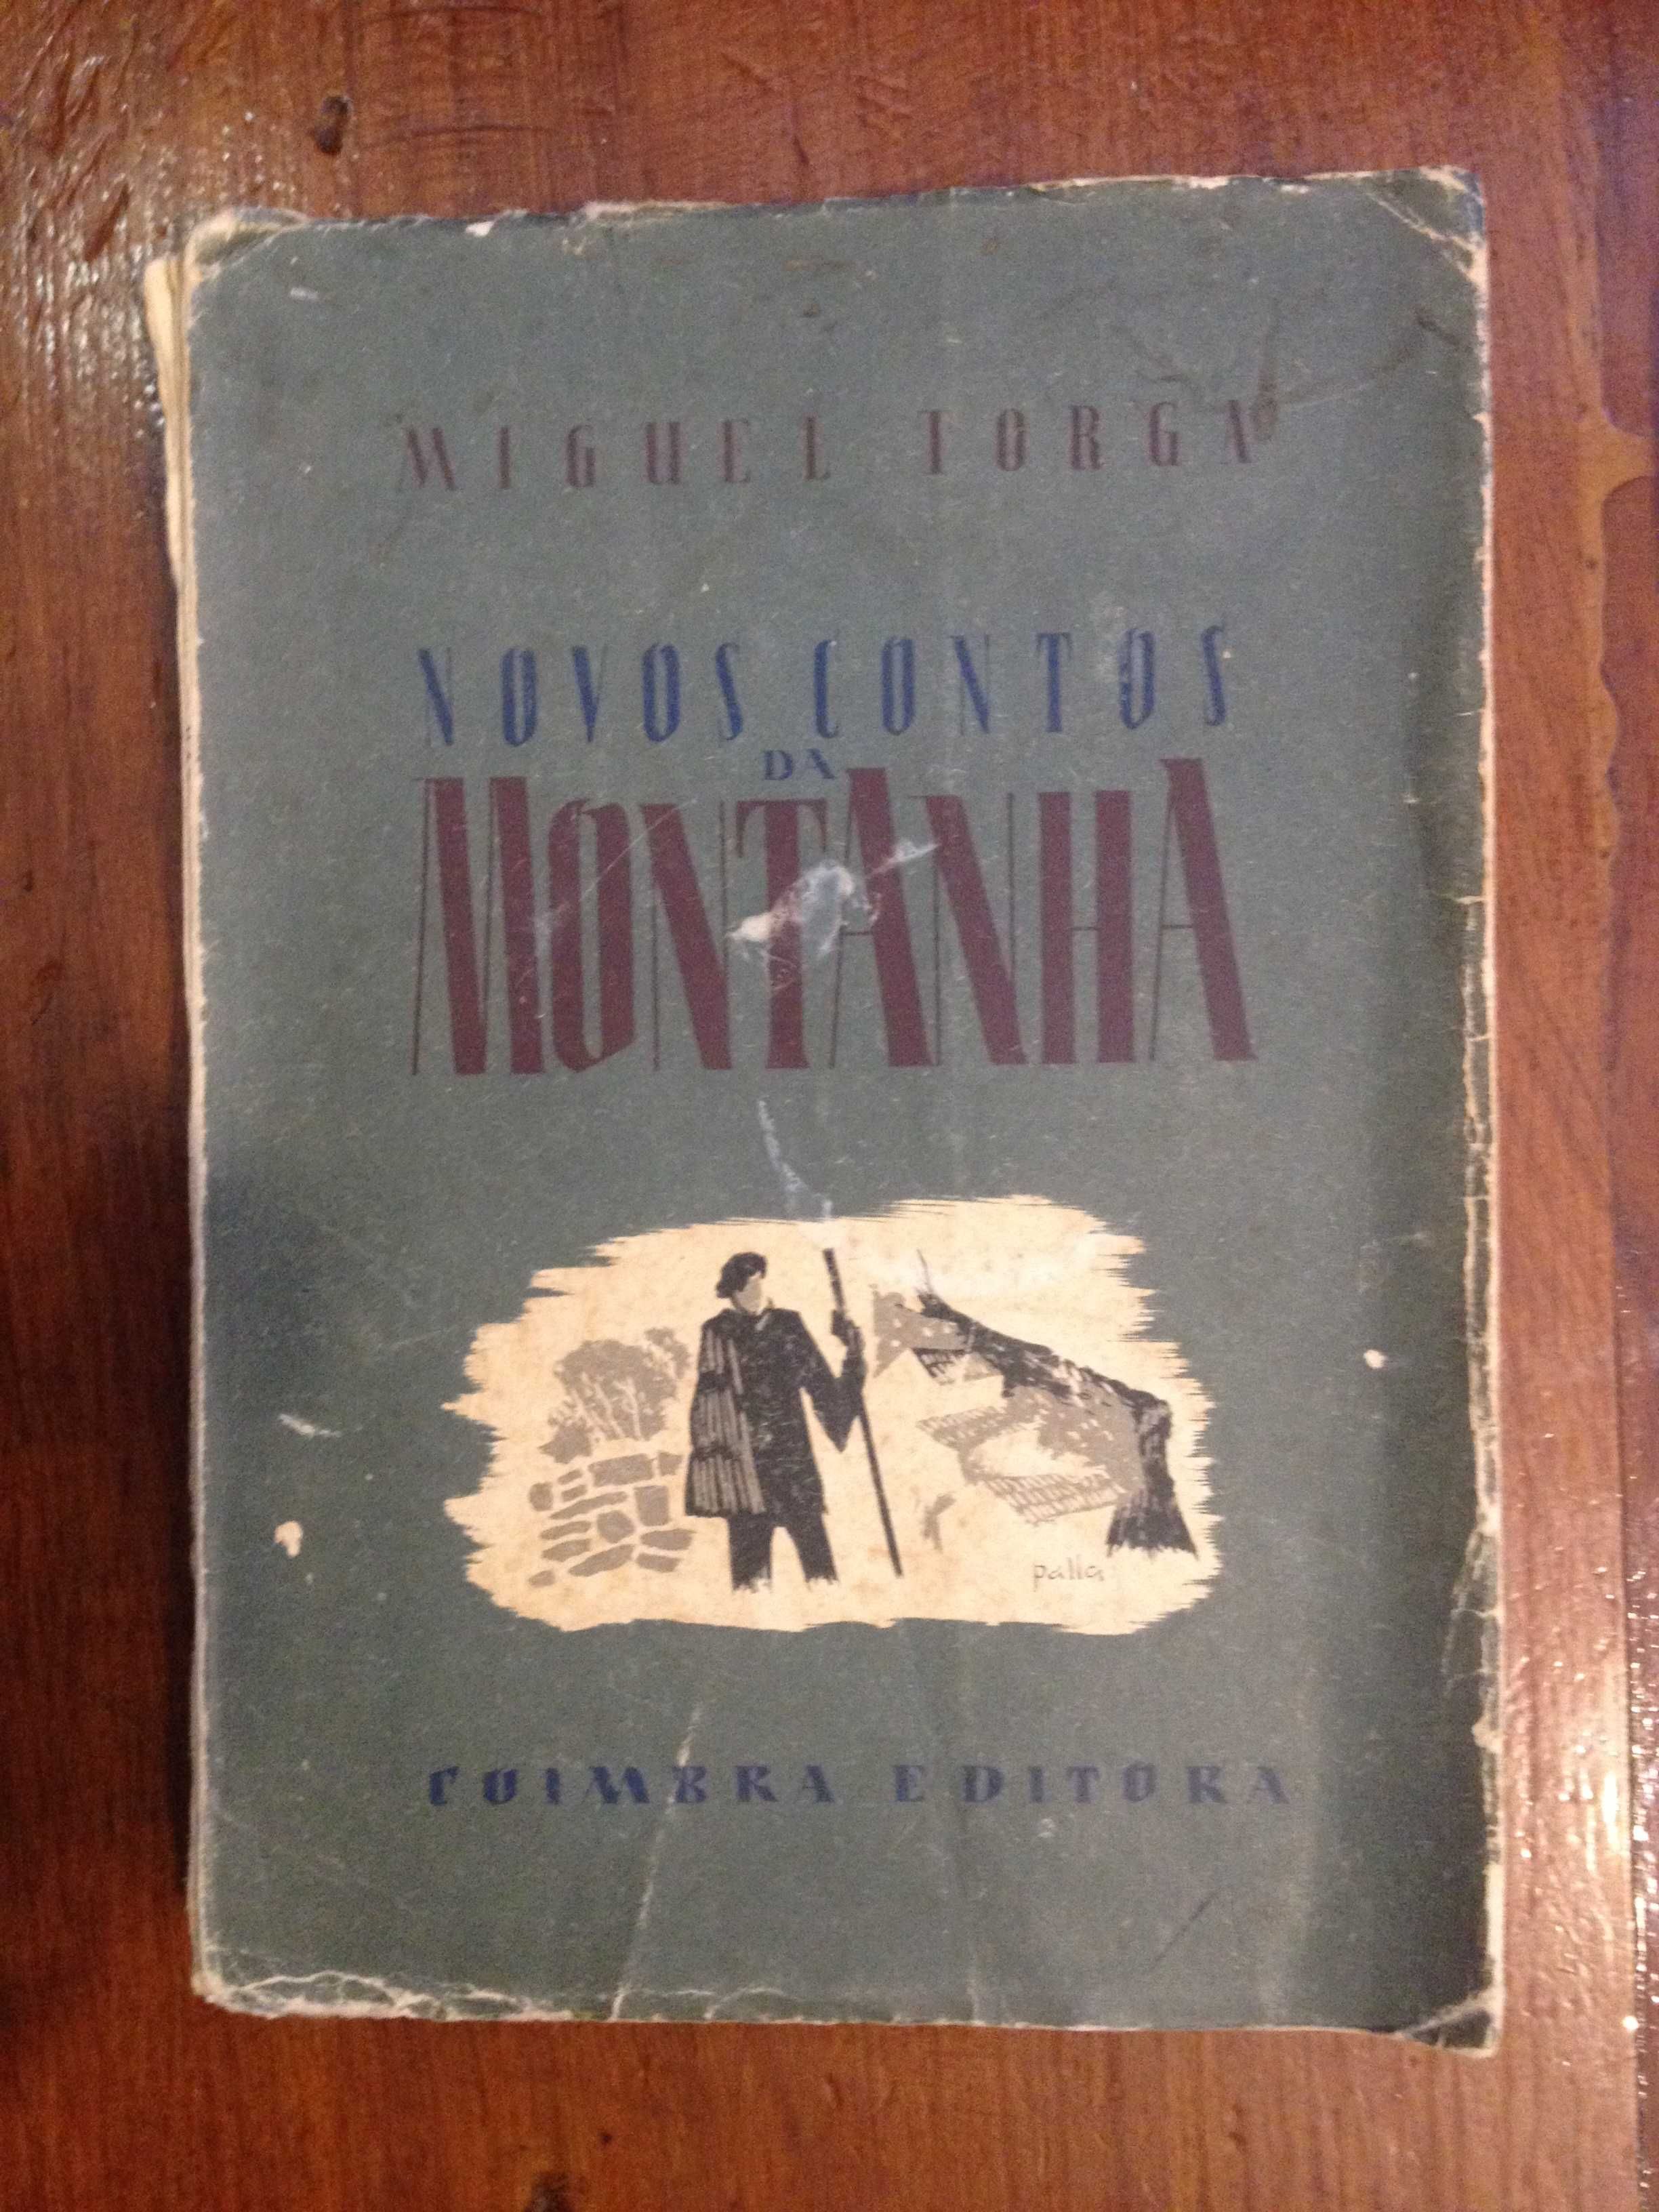 MIGUEL TORGA
NOVOS CONTOS
DA
MONTANHA
palla
COIMBRA EDITORA